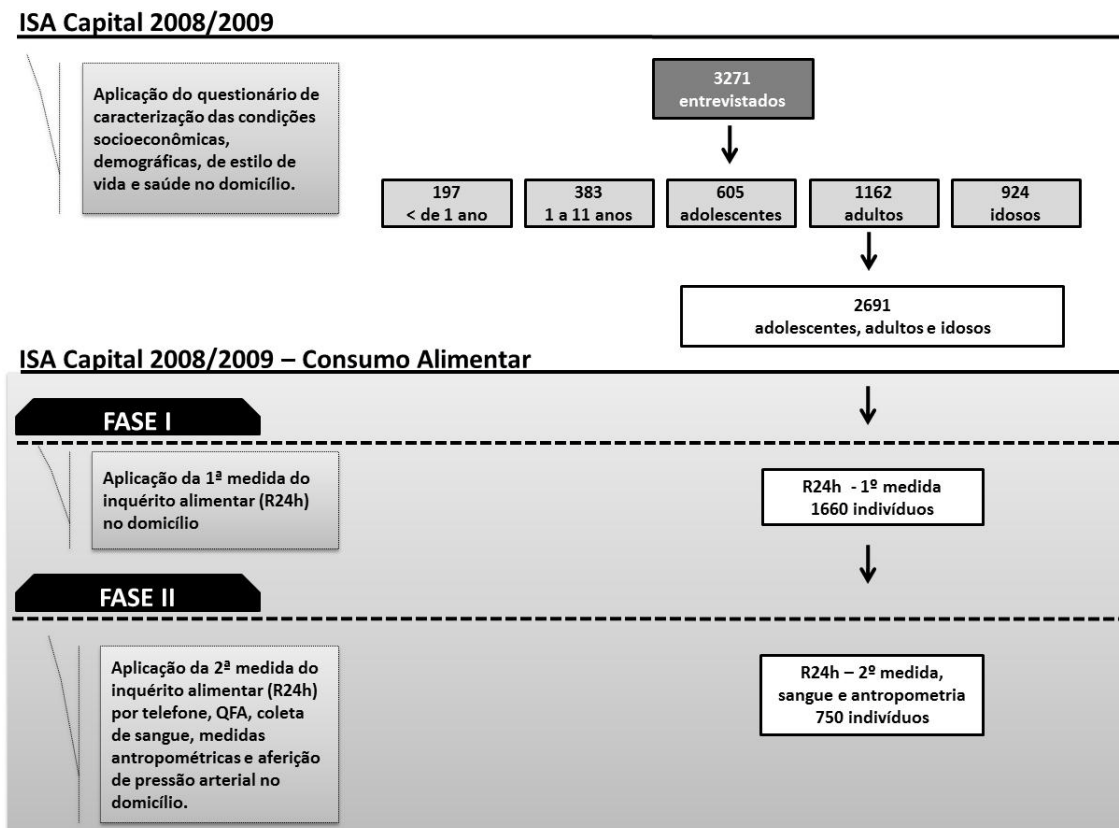 ISA Capital 2008/2009
Aplicação do questionário de
caracterização das condições
socioeconômicas,
demográficas, de estilo de
vida e saúde no domicílio.
3271
entrevistados
197
< de 1 ano
383
1 a 11 anos
605
adolescentes
1162
adultos
924
idosos
2691
adolescentes, adultos e idosos
ISA Capital 2008/2009 – Consumo Alimentar
FASE I
Aplicação da 1ª medida do
inquérito alimentar (R24h)
no domicílio
R24h - 1º medida
1660 indivíduos
FASE II
Aplicação da 2ª medida do
inquérito alimentar (R24h)
por telefone, QFA, coleta
de sangue, medidas
antropométricas e aferição
de pressão arterial no
domicílio.
R24h – 2º medida,
sangue e antropometria
750 indivíduos